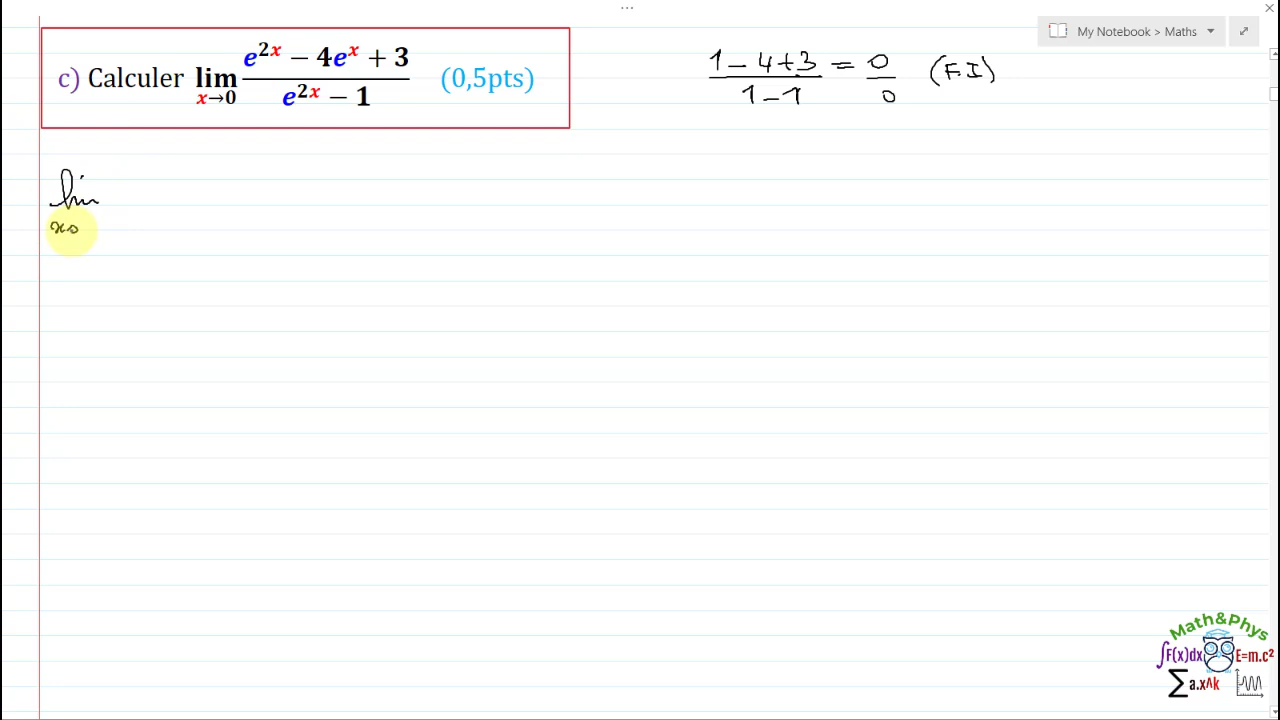 My Notebook > Maths
c) Calculer lim x→0 (e^{2x} − 4e^x + 3)/(e^{2x} − 1) (0,5pts)
(1 − 4 + 3)/(1 − 1) = 0/0 (F.I)
lim
x→0
Math&Phys
∫F(x)dx E=m.c²
∑a.x^k